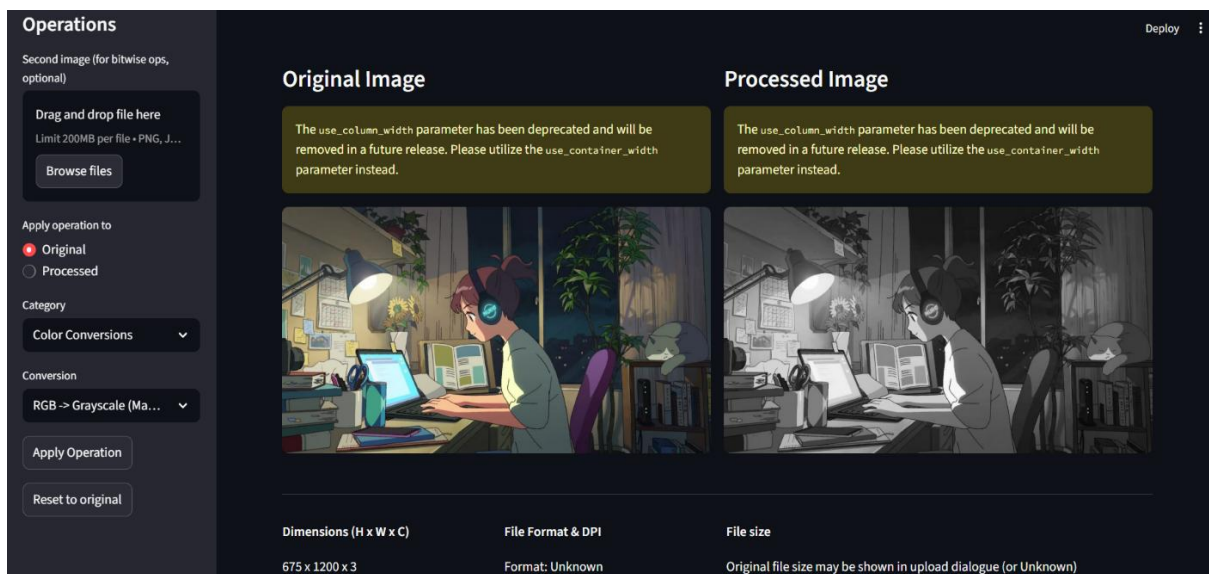 Operations
Second image (for bitwise ops,
optional)
Drag and drop file here
Limit 200MB per file • PNG, J...
Browse files
Apply operation to
Original
Processed
Category
Color Conversions
Conversion
RGB -> Grayscale (Ma...
Apply Operation
Reset to original
Deploy
Original Image
The use_column_width parameter has been deprecated and will be
removed in a future release. Please utilize the use_container_width
parameter instead.
Processed Image
The use_column_width parameter has been deprecated and will be
removed in a future release. Please utilize the use_container_width
parameter instead.
Dimensions (H x W x C)
675 x 1200 x 3
File Format & DPI
Format: Unknown
File size
Original file size may be shown in upload dialogue (or Unknown)